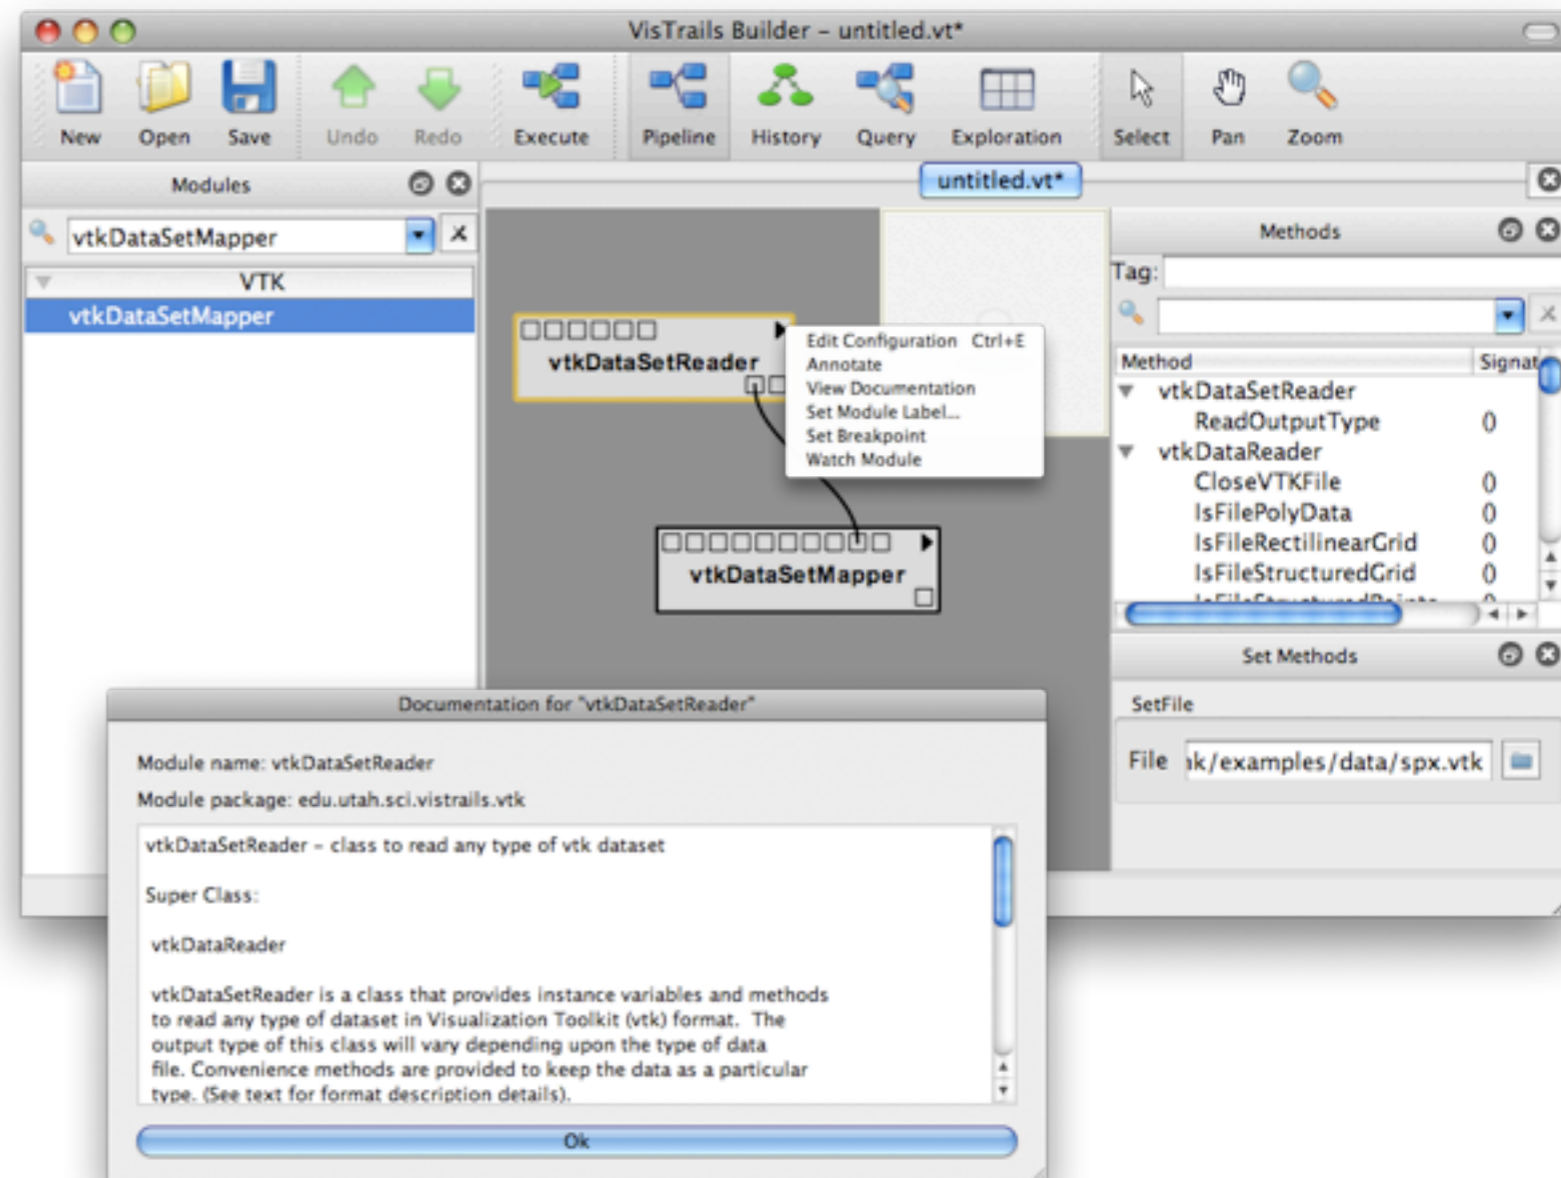 VisTrails Builder – untitled.vt*
New Open Save Undo Redo Execute Pipeline History Query Exploration Select Pan Zoom
Modules
vtkDataSetMapper
VTK
vtkDataSetMapper
untitled.vt*
vtkDataSetReader
Edit Configuration Ctrl+E
Annotate
View Documentation
Set Module Label...
Set Breakpoint
Watch Module
vtkDataSetMapper
Methods
Tag:
Method Signat
vtkDataSetReader
ReadOutputType ()
vtkDataReader
CloseVTKFile ()
IsFilePolyData ()
IsFileRectilinearGrid ()
IsFileStructuredGrid ()
IsFileStructuredPoints ()
Set Methods
SetFile
File nk/examples/data/spx.vtk
Documentation for "vtkDataSetReader"
Module name: vtkDataSetReader
Module package: edu.utah.sci.vistrails.vtk
vtkDataSetReader – class to read any type of vtk dataset
Super Class:
vtkDataReader
vtkDataSetReader is a class that provides instance variables and methods
to read any type of dataset in Visualization Toolkit (vtk) format. The
output type of this class will vary depending upon the type of data
file. Convenience methods are provided to keep the data as a particular
type. (See text for format description details).
Ok